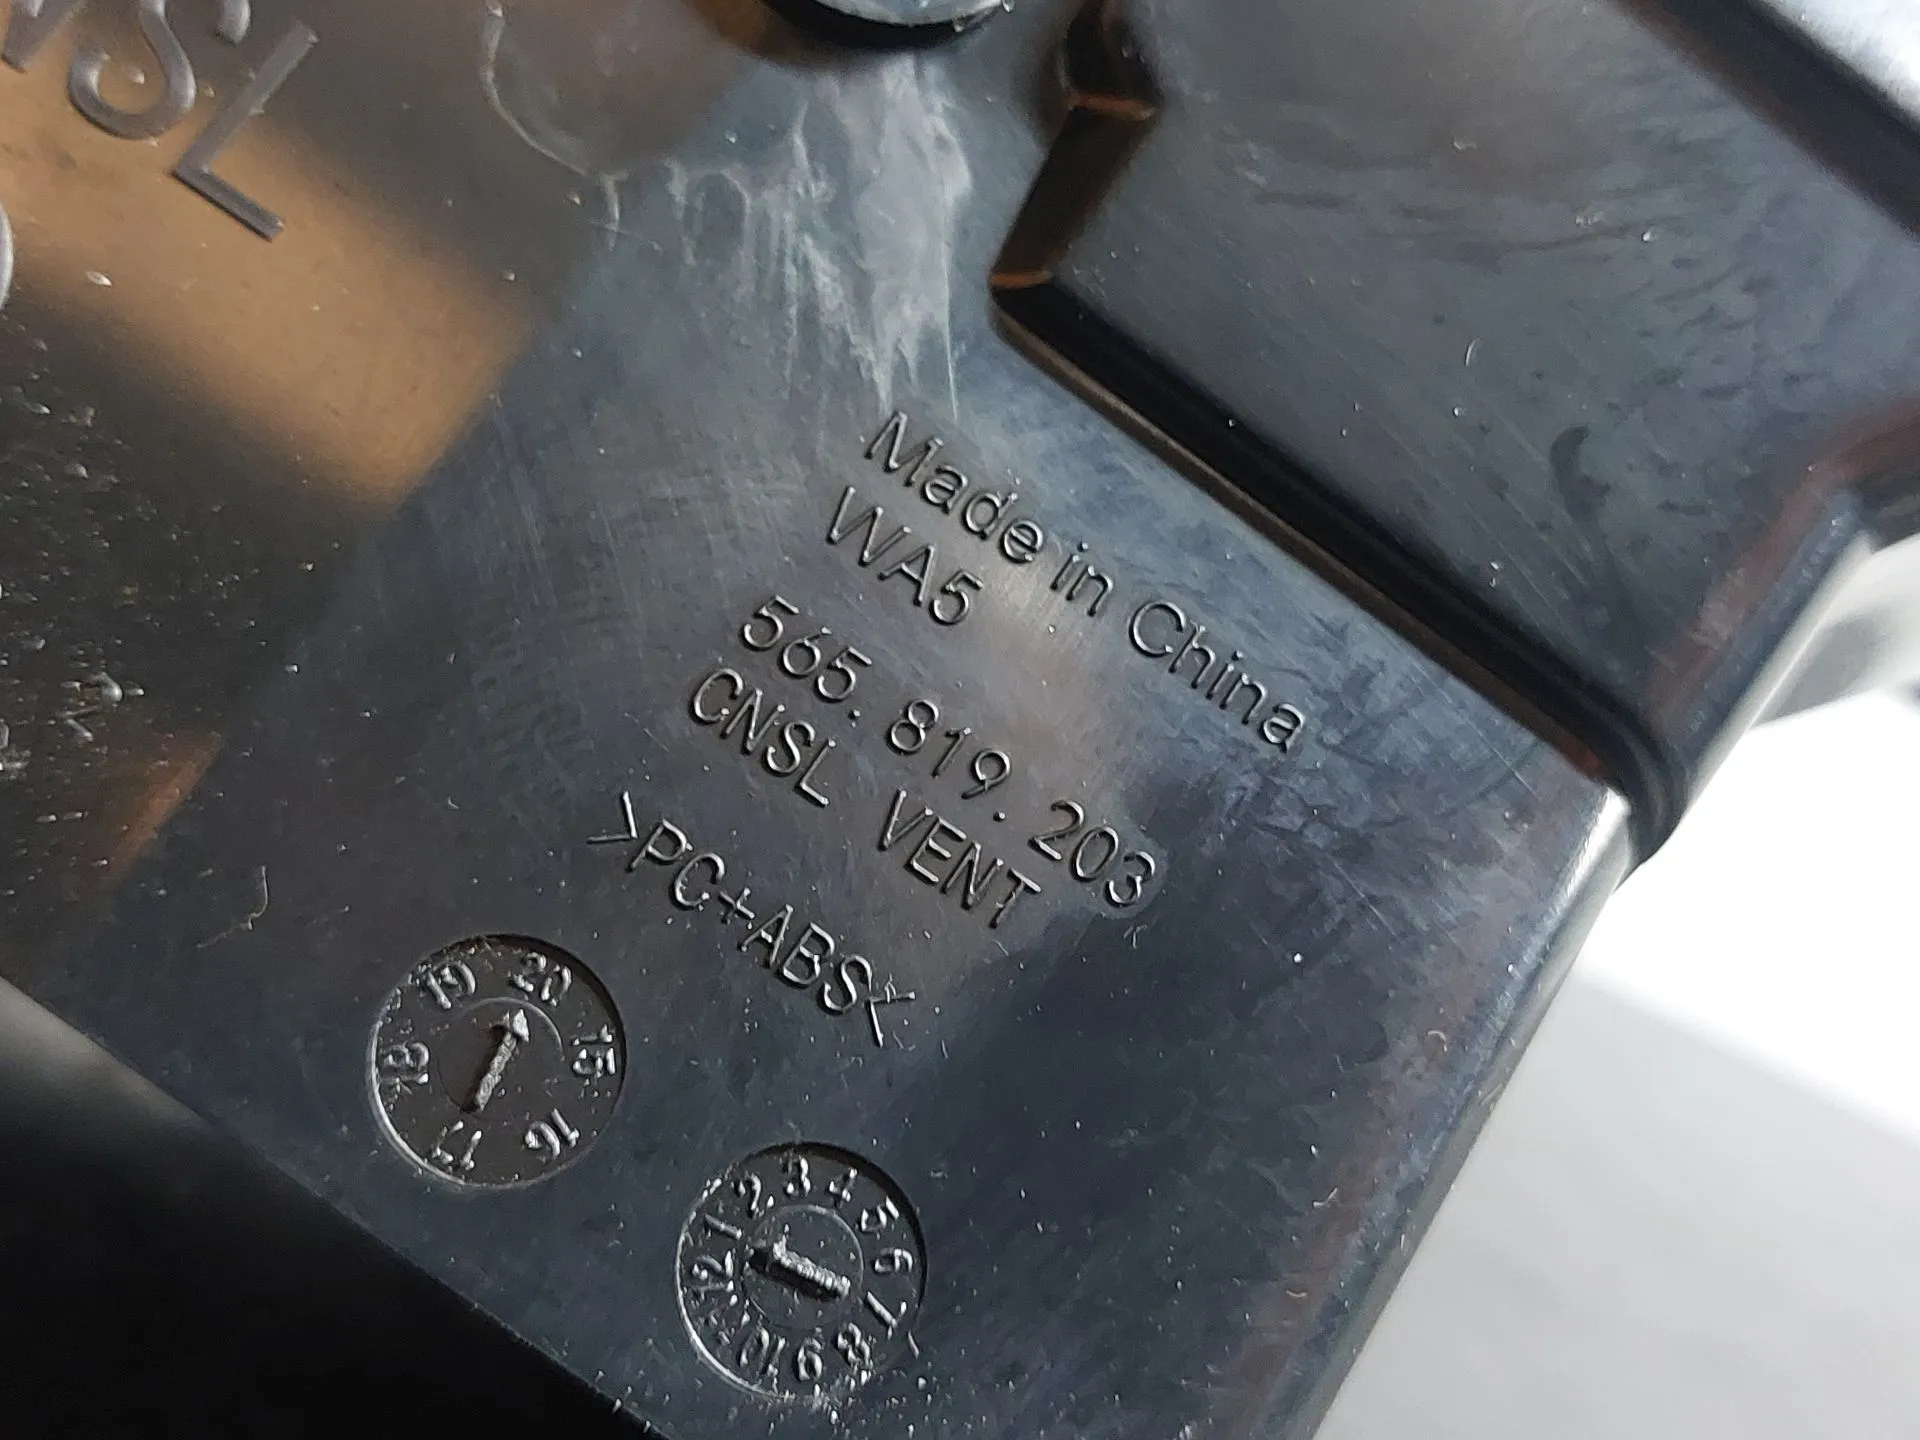 NSL
Made in China
WA5
565. 819. 203
CNSL VENT
>PC+ABS<
19 20 15 16 17 18
1 2 3 4 5 6 7 8 9 10 11 12